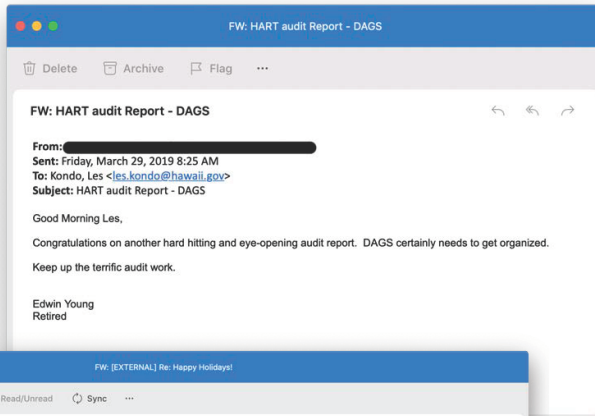 FW: HART audit Report - DAGS
Delete Archive Flag ...
FW: HART audit Report - DAGS
From:
Sent: Friday, March 29, 2019 8:25 AM
To: Kondo, Les <les.kondo@hawaii.gov>
Subject: HART audit Report - DAGS
Good Morning Les,
Congratulations on another hard hitting and eye-opening audit report. DAGS certainly needs to get organized.
Keep up the terrific audit work.
Edwin Young
Retired
FW: [EXTERNAL] Re: Happy Holidays!
Read/Unread Sync ...